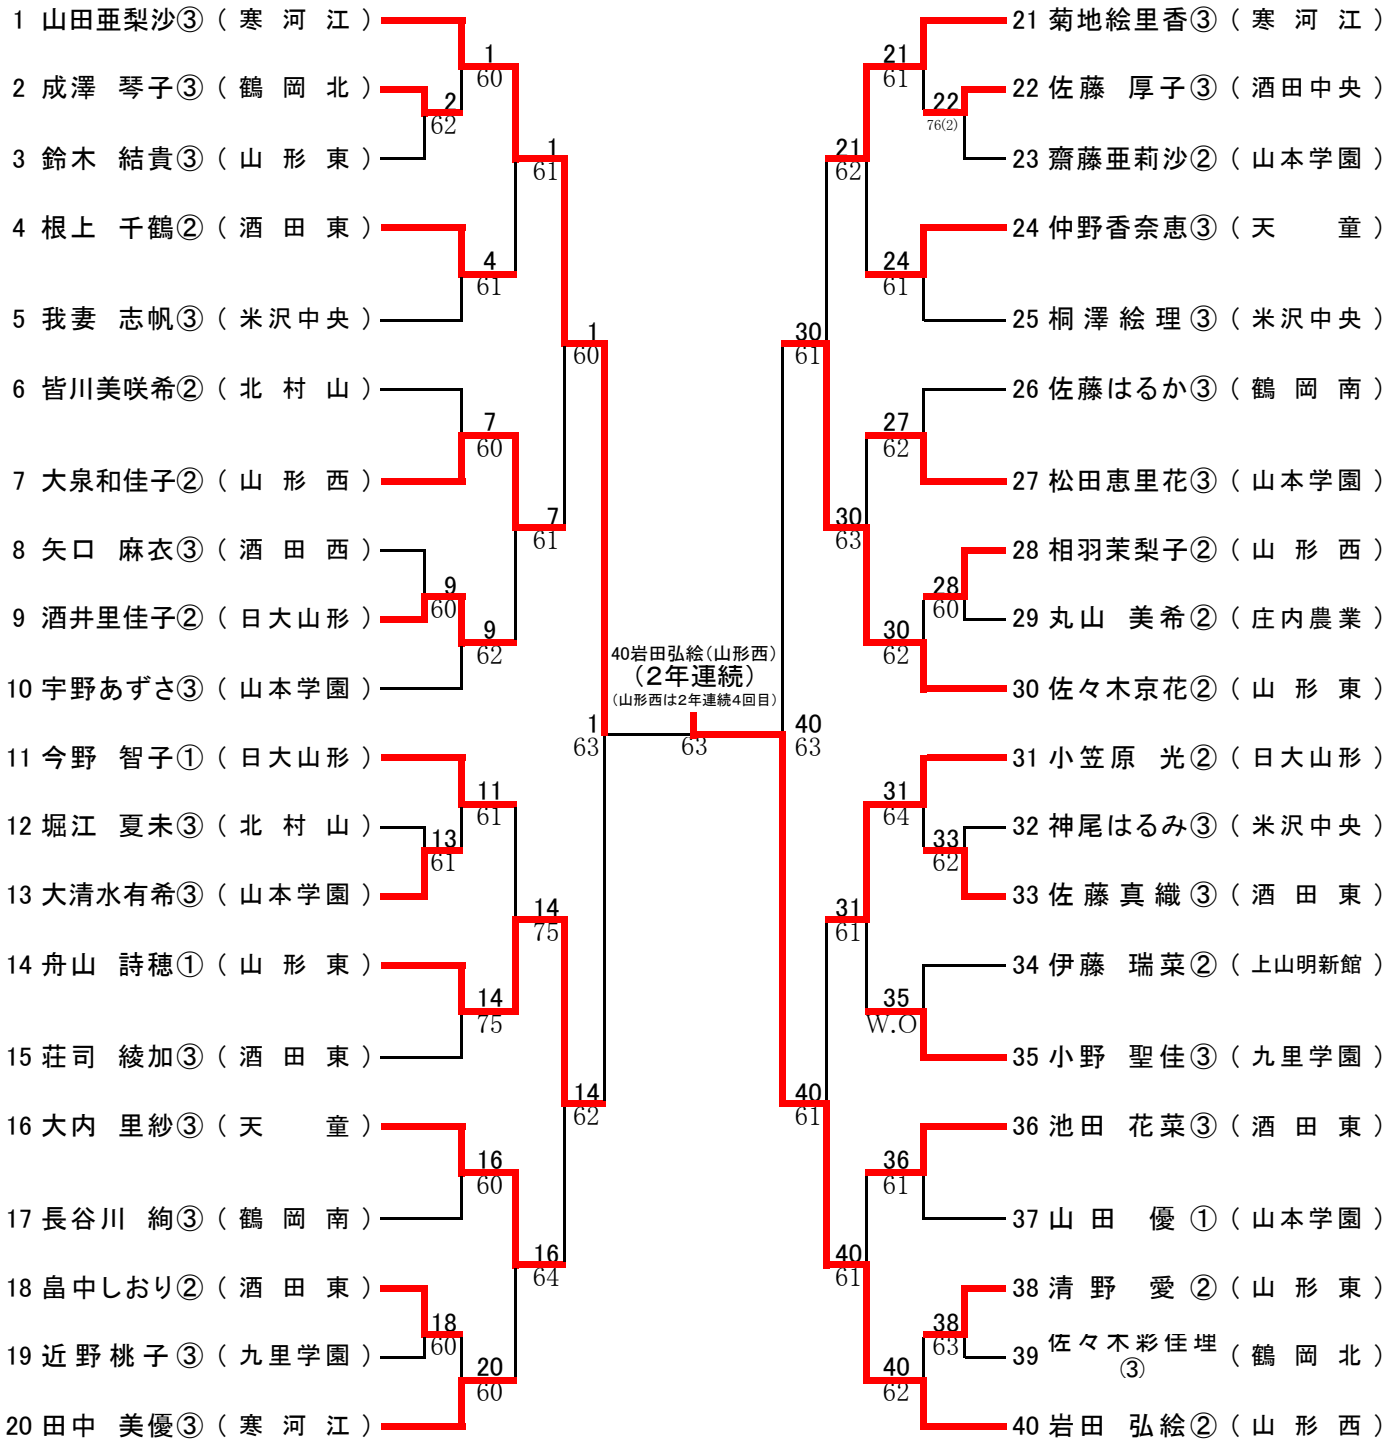 1 山田亜梨沙③ （ 寒 河 江 ）
2 成澤 琴子③ （ 鶴 岡 北 ）
3 鈴木 結貴③ （ 山 形 東 ）
4 根上 千鶴② （ 酒 田 東 ）
5 我妻 志帆③ （ 米沢中央 ）
6 皆川美咲希② （ 北 村 山 ）
7 大泉和佳子② （ 山 形 西 ）
8 矢口 麻衣③ （ 酒 田 西 ）
9 酒井里佳子② （ 日大山形 ）
10 宇野あずさ③ （ 山本学園 ）
11 今野 智子① （ 日大山形 ）
12 堀江 夏未③ （ 北 村 山 ）
13 大清水有希③ （ 山本学園 ）
14 舟山 詩穂① （ 山 形 東 ）
15 荘司 綾加③ （ 酒 田 東 ）
16 大内 里紗③ （ 天 童 ）
17 長谷川 絢③ （ 鶴 岡 南 ）
18 畠中しおり② （ 酒 田 東 ）
19 近野桃子③ （ 九里学園 ）
20 田中 美優③ （ 寒 河 江 ）
2
62
9
60
13
61
18
60
1
60
4
61
7
60
9
62
11
61
14
75
16
60
20
60
1
61
7
61
14
75
16
64
1
60
14
62
1
63
40岩田弘絵（山形西）
（２年連続）
（山形西は2年連続4回目）
63
40
63
30
61
40
61
21
62
30
63
31
61
40
61
21
61
24
61
27
62
30
62
31
64
35
W.O
36
61
40
62
22
76(2)
28
60
33
62
38
63
21 菊地絵里香③ （ 寒 河 江 ）
22 佐藤 厚子③ （ 酒田中央 ）
23 齋藤亜莉沙② （ 山本学園 ）
24 仲野香奈恵③ （ 天 童 ）
25 桐澤絵理③ （ 米沢中央 ）
26 佐藤はるか③ （ 鶴 岡 南 ）
27 松田恵里花③ （ 山本学園 ）
28 相羽茉梨子② （ 山 形 西 ）
29 丸山 美希② （ 庄内農業 ）
30 佐々木京花② （ 山 形 東 ）
31 小笠原 光② （ 日大山形 ）
32 神尾はるみ③ （ 米沢中央 ）
33 佐藤真織③ （ 酒 田 東 ）
34 伊藤 瑞菜② （ 上山明新館 ）
35 小野 聖佳③ （ 九里学園 ）
36 池田 花菜③ （ 酒 田 東 ）
37 山田 優① （ 山本学園 ）
38 清野 愛② （ 山 形 東 ）
39 佐々木彩佳理③ （ 鶴 岡 北 ）
40 岩田 弘絵② （ 山 形 西 ）